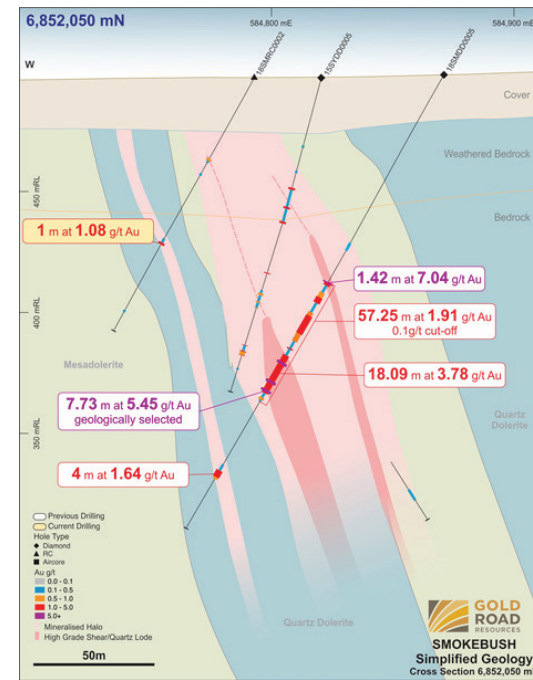 6,852,050 mN
584,800 mE
584,900 mE
W
E
18SMRC0002
15SYDD0005
18SMDD0005
Cover
Weathered Bedrock
450 mRL
Bedrock
1 m at 1.08 g/t Au
1.42 m at 7.04 g/t Au
57.25 m at 1.91 g/t Au
0.1g/t cut-off
400 mRL
Mesadolerite
18.09 m at 3.78 g/t Au
7.73 m at 5.45 g/t Au
geologically selected
Quartz
Dolerite
350 mRL
4 m at 1.64 g/t Au
Previous Drilling
Current Drilling
Hole Type
Diamond
RC
Aircore
Au g/t
0.0 - 0.1
0.1 - 0.5
0.5 - 1.0
1.0 - 5.0
5.0+
Mineralised Halo
High Grade Shear/Quartz Lode
50m
Quartz Dolerite
GOLD
ROAD
RESOURCES
SMOKEBUSH
Simplified Geology
Cross Section 6,852,050 mN